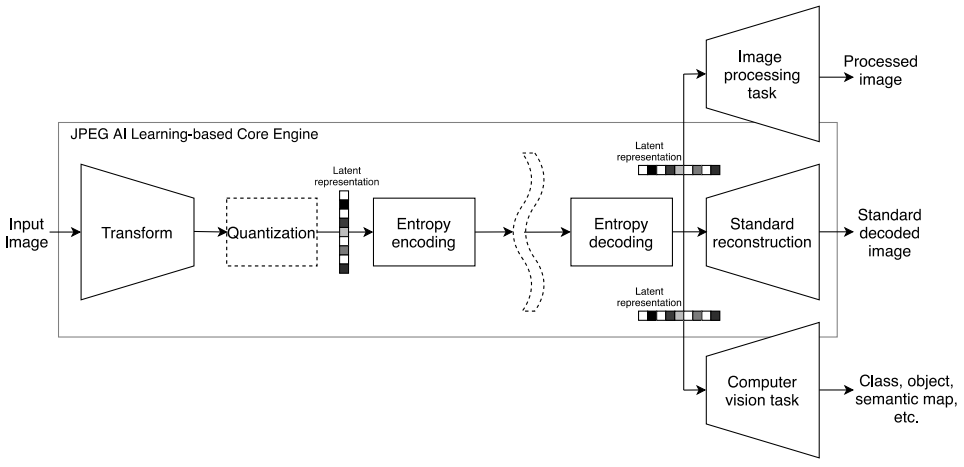 Image
processing
task
Processed
image
JPEG AI Learning-based Core Engine
Latent
representation
Latent
representation
Input
Image
Transform
Quantization
Entropy
encoding
Entropy
decoding
Standard
reconstruction
Standard
decoded
image
Latent
representation
Computer
vision task
Class, object,
semantic map,
etc.